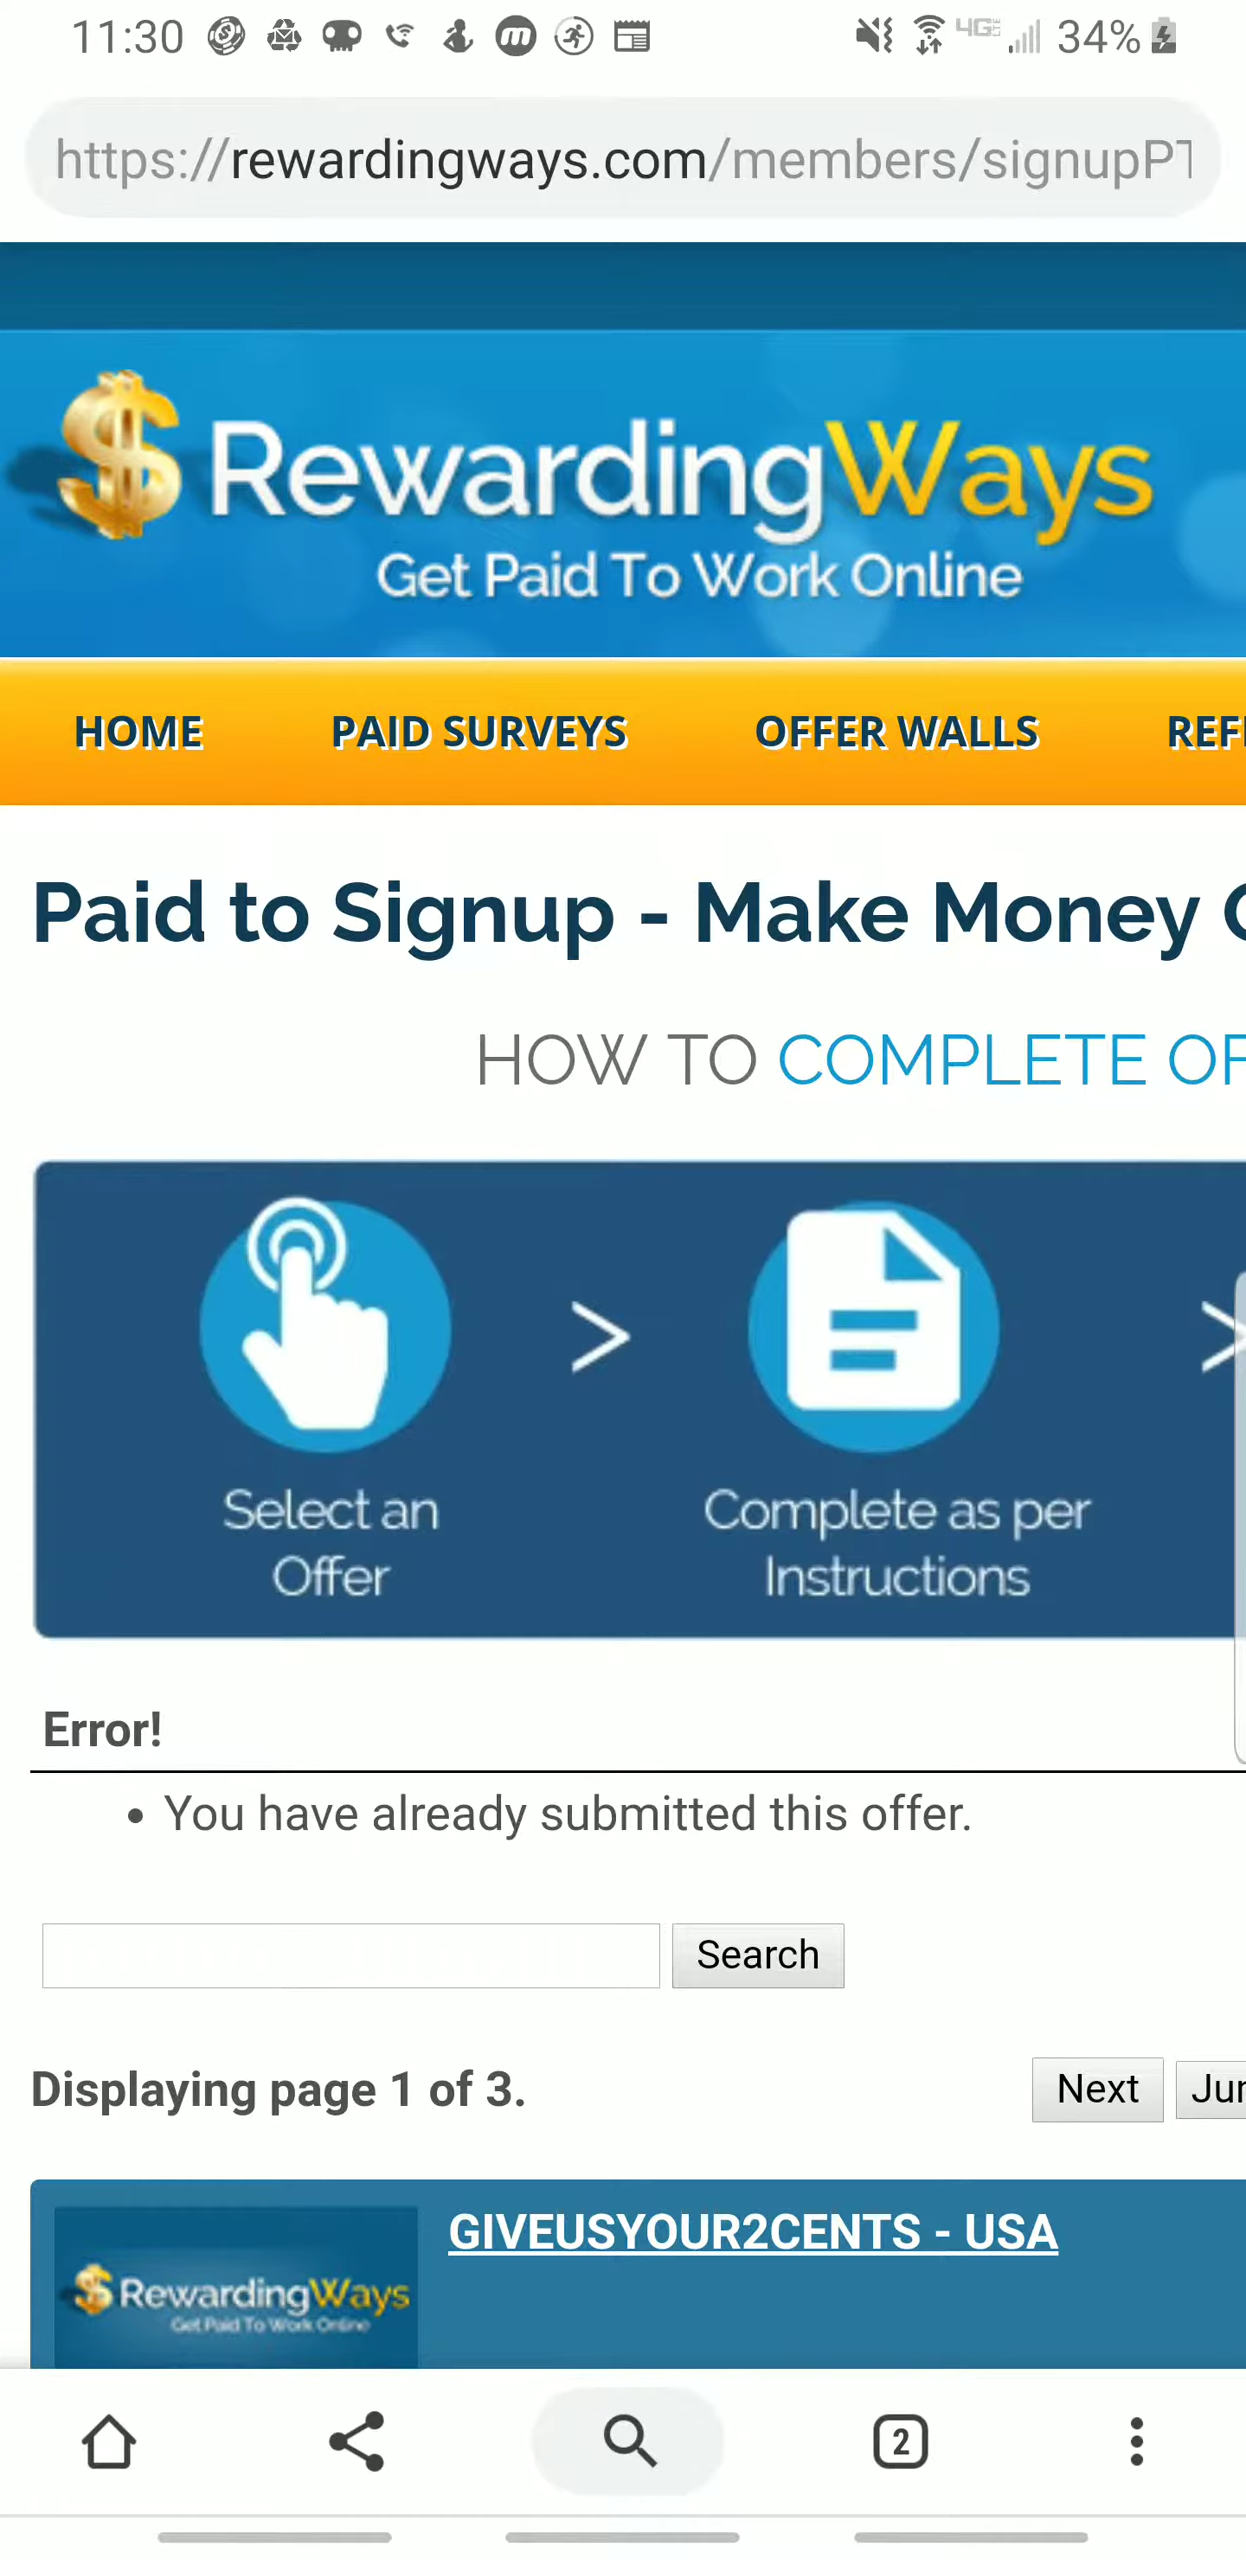 11:30
4G
34%
https://rewardingways.com/members/signupPT
$ RewardingWays
Get Paid To Work Online
HOME PAID SURVEYS OFFER WALLS REF
Paid to Signup - Make Money
HOW TO COMPLETE OF
Select an
Offer
>
Complete as per
Instructions
>
Error!
• You have already submitted this offer.
Search
Displaying page 1 of 3.
Next
GIVEUSYOUR2CENTS - USA
$ RewardingWays
Get Paid To Work Online
2